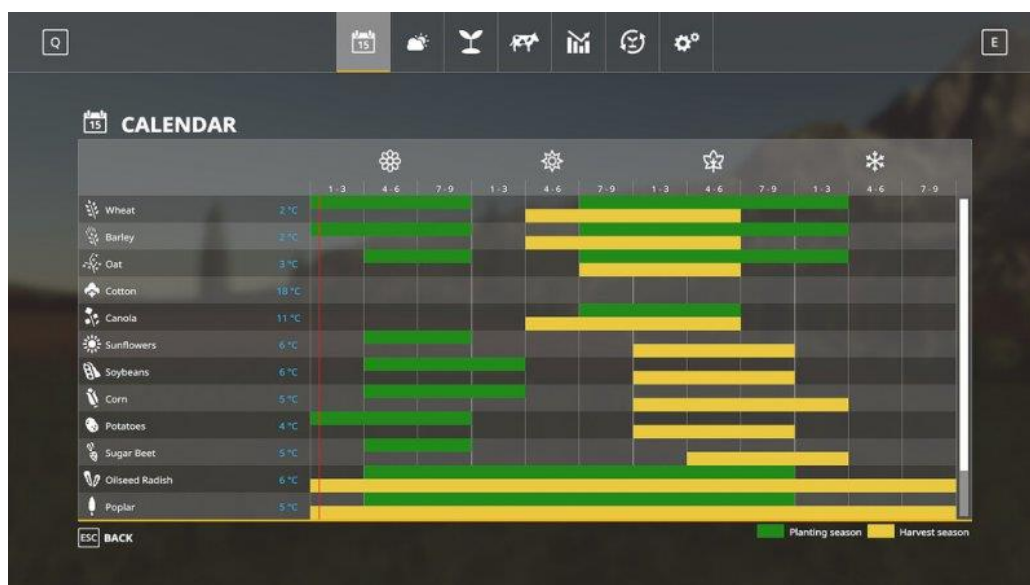 Q
15
E
15 CALENDAR
1 - 3 4 - 6 7 - 9 1 - 3 4 - 6 7 - 9 1 - 3 4 - 6 7 - 9 1 - 3 4 - 6 7 - 9
Wheat 2 °C
Barley 2 °C
Oat 3 °C
Cotton 18 °C
Canola 11 °C
Sunflowers 6 °C
Soybeans 6 °C
Corn 5 °C
Potatoes 4 °C
Sugar Beet 5 °C
Oilseed Radish 6 °C
Poplar 5 °C
ESC BACK Planting season Harvest season